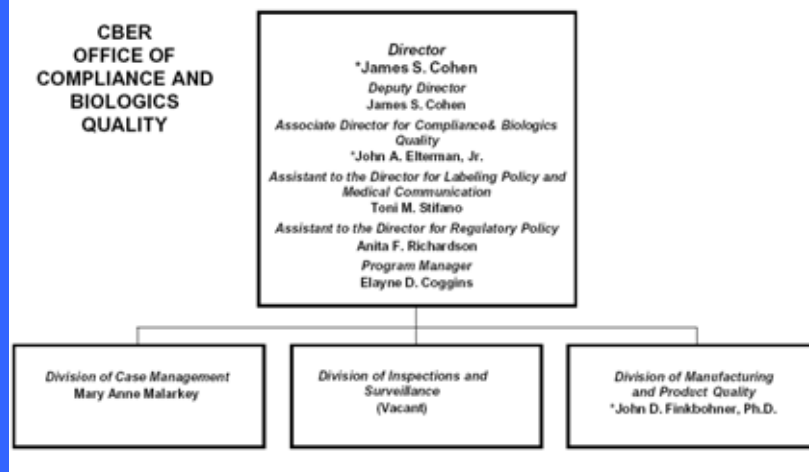 CBER
OFFICE OF
COMPLIANCE AND
BIOLOGICS
QUALITY
Director
*James S. Cohen
Deputy Director
James S. Cohen
Associate Director for Compliance& Biologics
Quality
*John A. Elterman, Jr.
Assistant to the Director for Labeling Policy and
Medical Communication
Toni M. Stifano
Assistant to the Director for Regulatory Policy
Anita F. Richardson
Program Manager
Elayne D. Coggins
Division of Case Management
Mary Anne Malarkey
Division of Inspections and
Surveillance
(Vacant)
Division of Manufacturing
and Product Quality
*John D. Finkbohner, Ph.D.